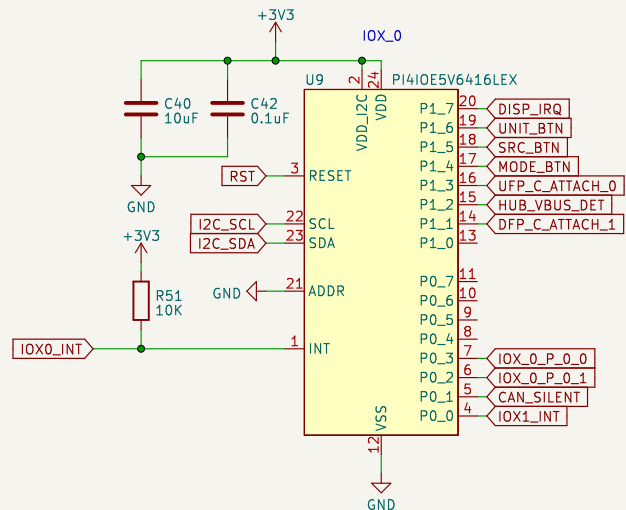 +3V3
IOX_0
U9
PI4IOE5V6416LEX
2
24
VDD_I2C
VDD
C40
10uF
C42
0.1uF
GND
RST
3
RESET
I2C_SCL
22
SCL
I2C_SDA
23
SDA
+3V3
GND
21
ADDR
R51
10K
IOX0_INT
1
INT
P1_7
20
DISP_IRQ
P1_6
19
UNIT_BTN
P1_5
18
SRC_BTN
P1_4
17
MODE_BTN
P1_3
16
UFP_C_ATTACH_0
P1_2
15
HUB_VBUS_DET
P1_1
14
DFP_C_ATTACH_1
P1_0
13
P0_7
11
P0_6
10
P0_5
9
P0_4
8
P0_3
7
IOX_0_P_0_0
P0_2
6
IOX_0_P_0_1
P0_1
5
CAN_SILENT
P0_0
4
IOX1_INT
VSS
12
GND